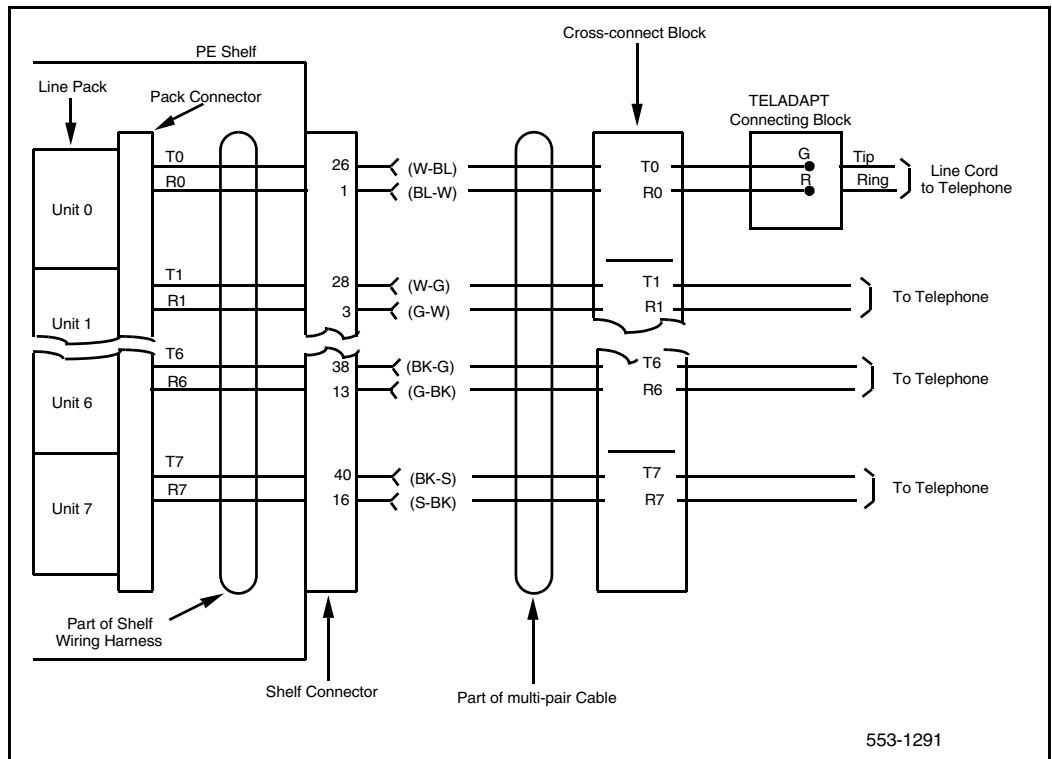 Cross-connect Block
PE Shelf
Line Pack
Pack Connector
TELADAPT
Connecting Block
T0
26
(W-BL)
T0
G
Tip
R0
1
(BL-W)
R0
R
Ring
Line Cord
to Telephone
Unit 0
T1
28
(W-G)
T1
R1
3
(G-W)
R1
To Telephone
Unit 1
T6
38
(BK-G)
T6
R6
13
(G-BK)
R6
To Telephone
Unit 6
T7
40
(BK-S)
T7
R7
16
(S-BK)
R7
To Telephone
Unit 7
Part of Shelf
Wiring Harness
Shelf Connector
Part of multi-pair Cable
553-1291